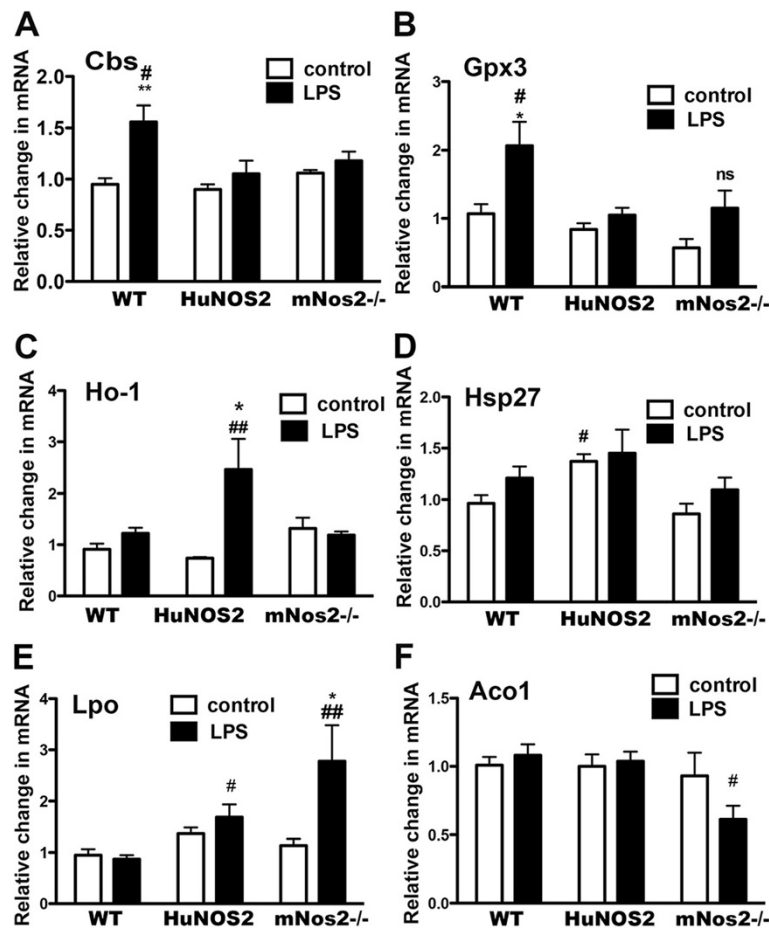 A
Cbs
Relative change in mRNA
2.0
1.5
1.0
0.5
0.0
#
**
control
LPS
WT HuNOS2 mNos2-/-
B
Gpx3
Relative change in mRNA
3
2
1
0
#
*
ns
control
LPS
WT HuNOS2 mNos2-/-
C
Ho-1
Relative change in mRNA
4
3
2
1
0
*
##
control
LPS
WT HuNOS2 mNos2-/-
D
Hsp27
Relative change in mRNA
2.0
1.5
1.0
0.5
0.0
#
control
LPS
WT HuNOS2 mNos2-/-
E
Lpo
Relative change in mRNA
4
3
2
1
0
#
*
##
control
LPS
WT HuNOS2 mNos2-/-
F
Aco1
Relative change in mRNA
1.5
1.0
0.5
0.0
#
control
LPS
WT HuNOS2 mNos2-/-